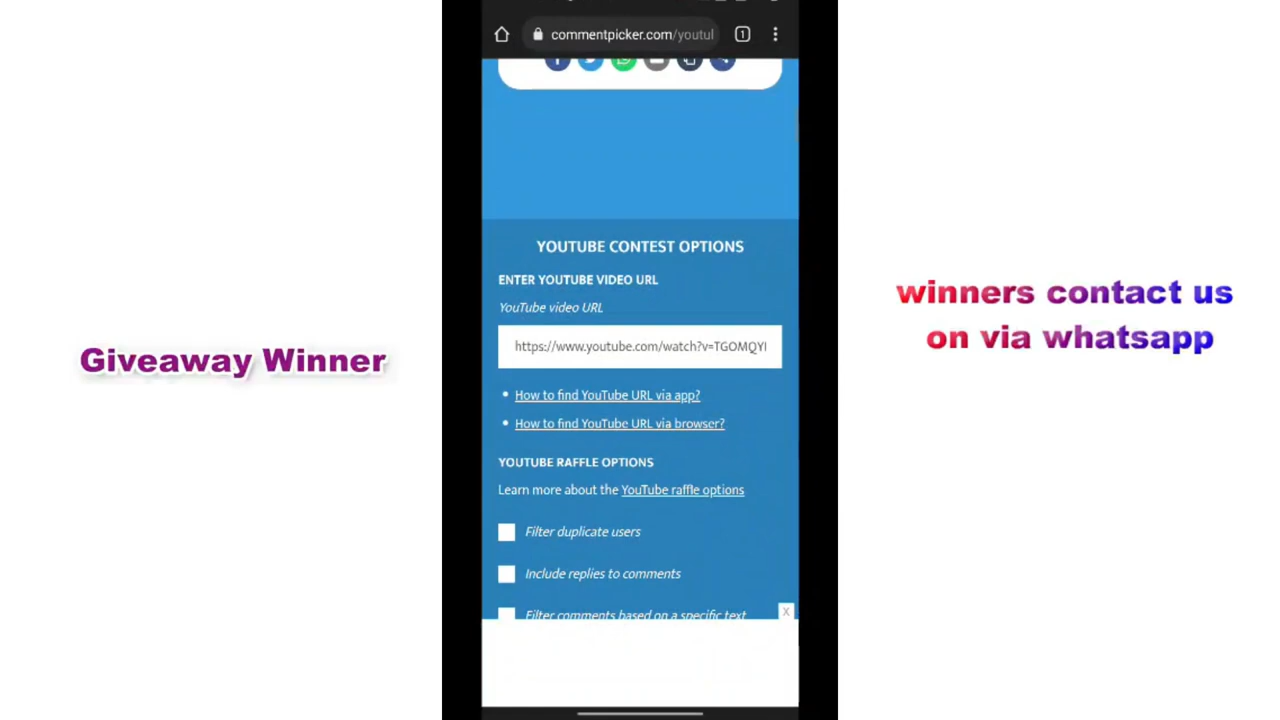 commentpicker.com/youtul
1
YOUTUBE CONTEST OPTIONS
ENTER YOUTUBE VIDEO URL
YouTube video URL
https://www.youtube.com/watch?v=TGOMQYI
• How to find YouTube URL via app?
• How to find YouTube URL via browser?
YOUTUBE RAFFLE OPTIONS
Learn more about the YouTube raffle options
Filter duplicate users
Include replies to comments
Filter comments based on a specific text
X
Giveaway Winner
winners contact us
on via whatsapp